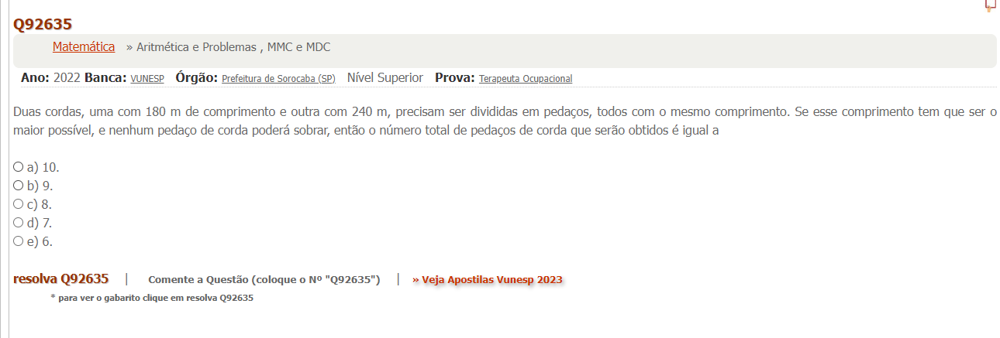 Q92635
Matemática » Aritmética e Problemas , MMC e MDC
Ano: 2022 Banca: VUNESP Órgão: Prefeitura de Sorocaba (SP) Nível Superior Prova: Terapeuta Ocupacional
Duas cordas, uma com 180 m de comprimento e outra com 240 m, precisam ser divididas em pedaços, todos com o mesmo comprimento. Se esse comprimento tem que ser o
maior possível, e nenhum pedaço de corda poderá sobrar, então o número total de pedaços de corda que serão obtidos é igual a
a) 10.
b) 9.
c) 8.
d) 7.
e) 6.
resolva Q92635 | Comente a Questão (coloque o Nº "Q92635") | » Veja Apostilas Vunesp 2023
* para ver o gabarito clique em resolva Q92635